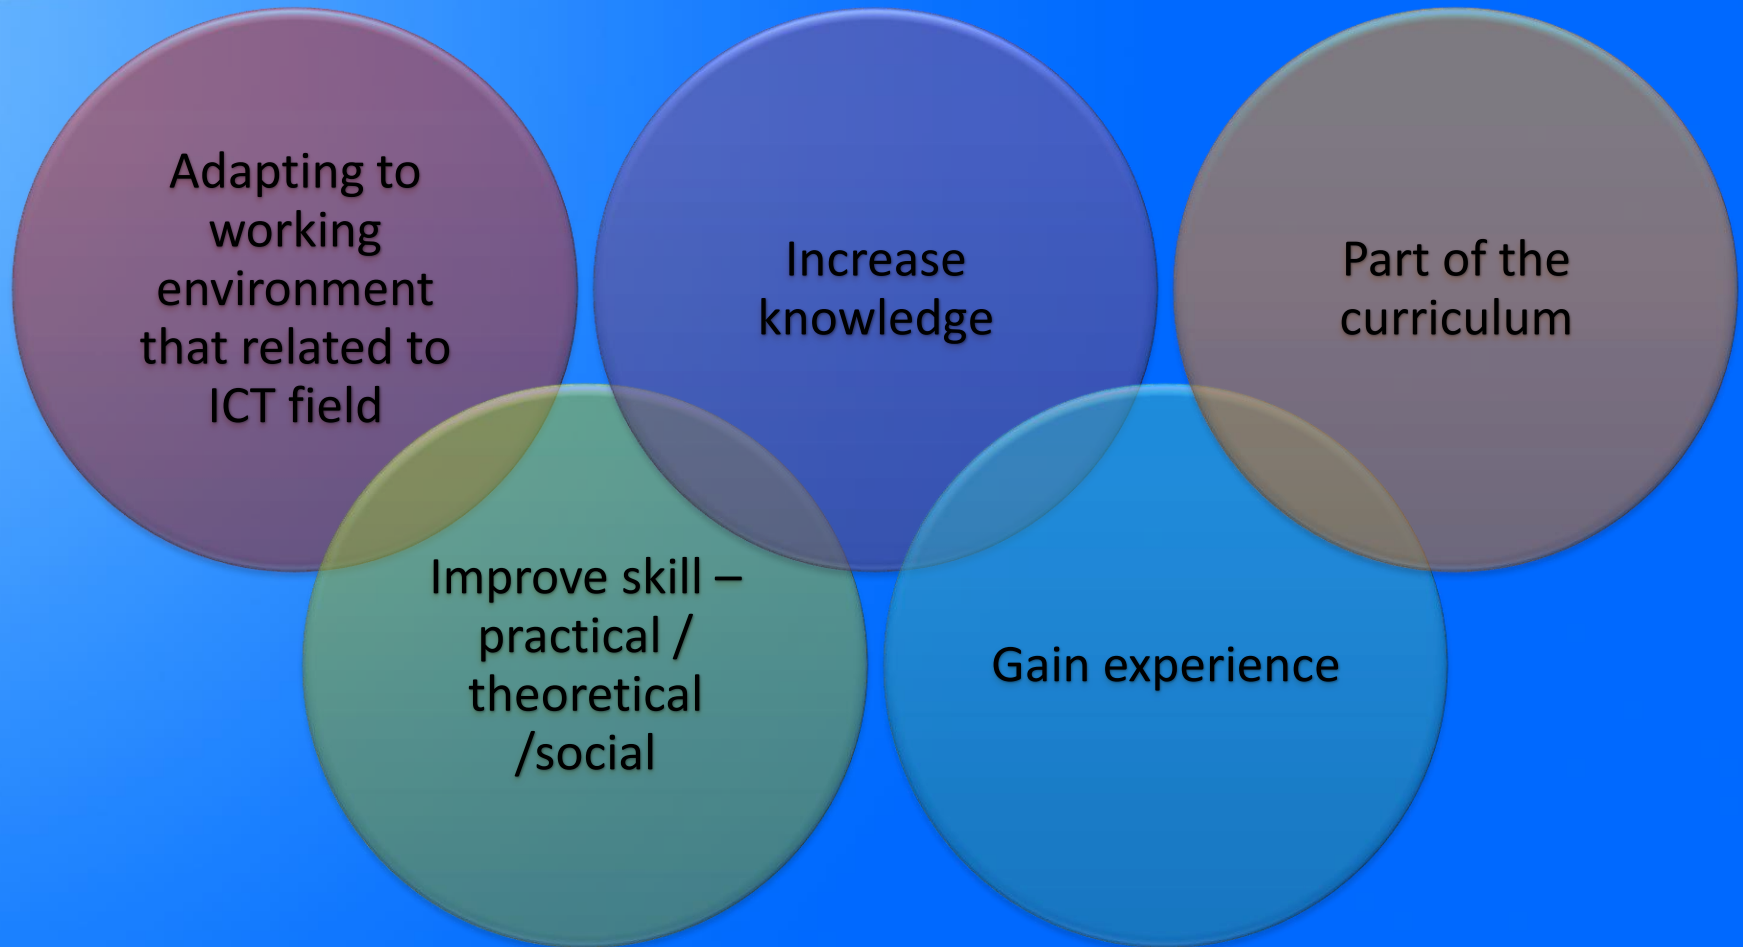 Adapting to
working
environment
that related to
ICT field
Increase
knowledge
Part of the
curriculum
Improve skill –
practical /
theoretical
/social
Gain experience